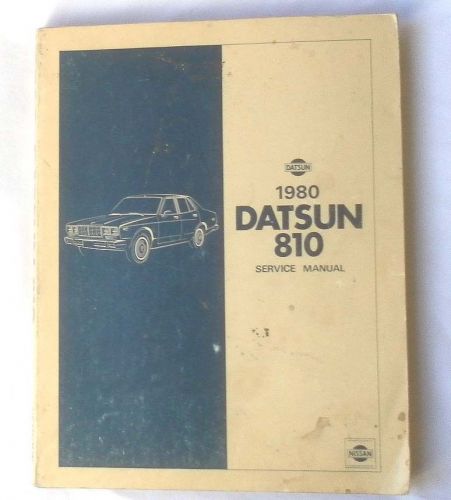 DATSUN
1980
DATSUN
810
SERVICE MANUAL
NISSAN